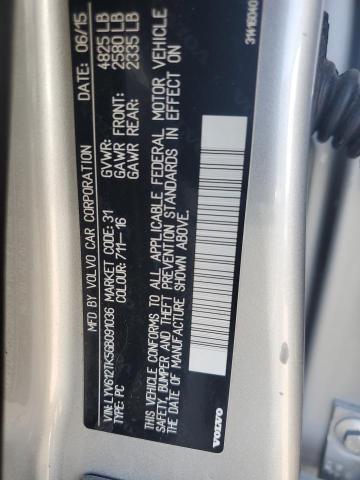 MFD BY VOLVO CAR CORPORATION DATE: 06/15
VIN: LYV612TK5GB091036 MARKET CODE: 31 GVWR: 4825 LB
TYPE: PC COLOUR: 711-16 GAWR FRONT: 2580 LB
GAWR REAR: 2335 LB
THIS VEHICLE CONFORMS TO ALL APPLICABLE FEDERAL MOTOR VEHICLE
SAFETY, BUMPER AND THEFT PREVENTION STANDARDS IN EFFECT ON
THE DATE OF MANUFACTURE SHOWN ABOVE.
VOLVO
31419040